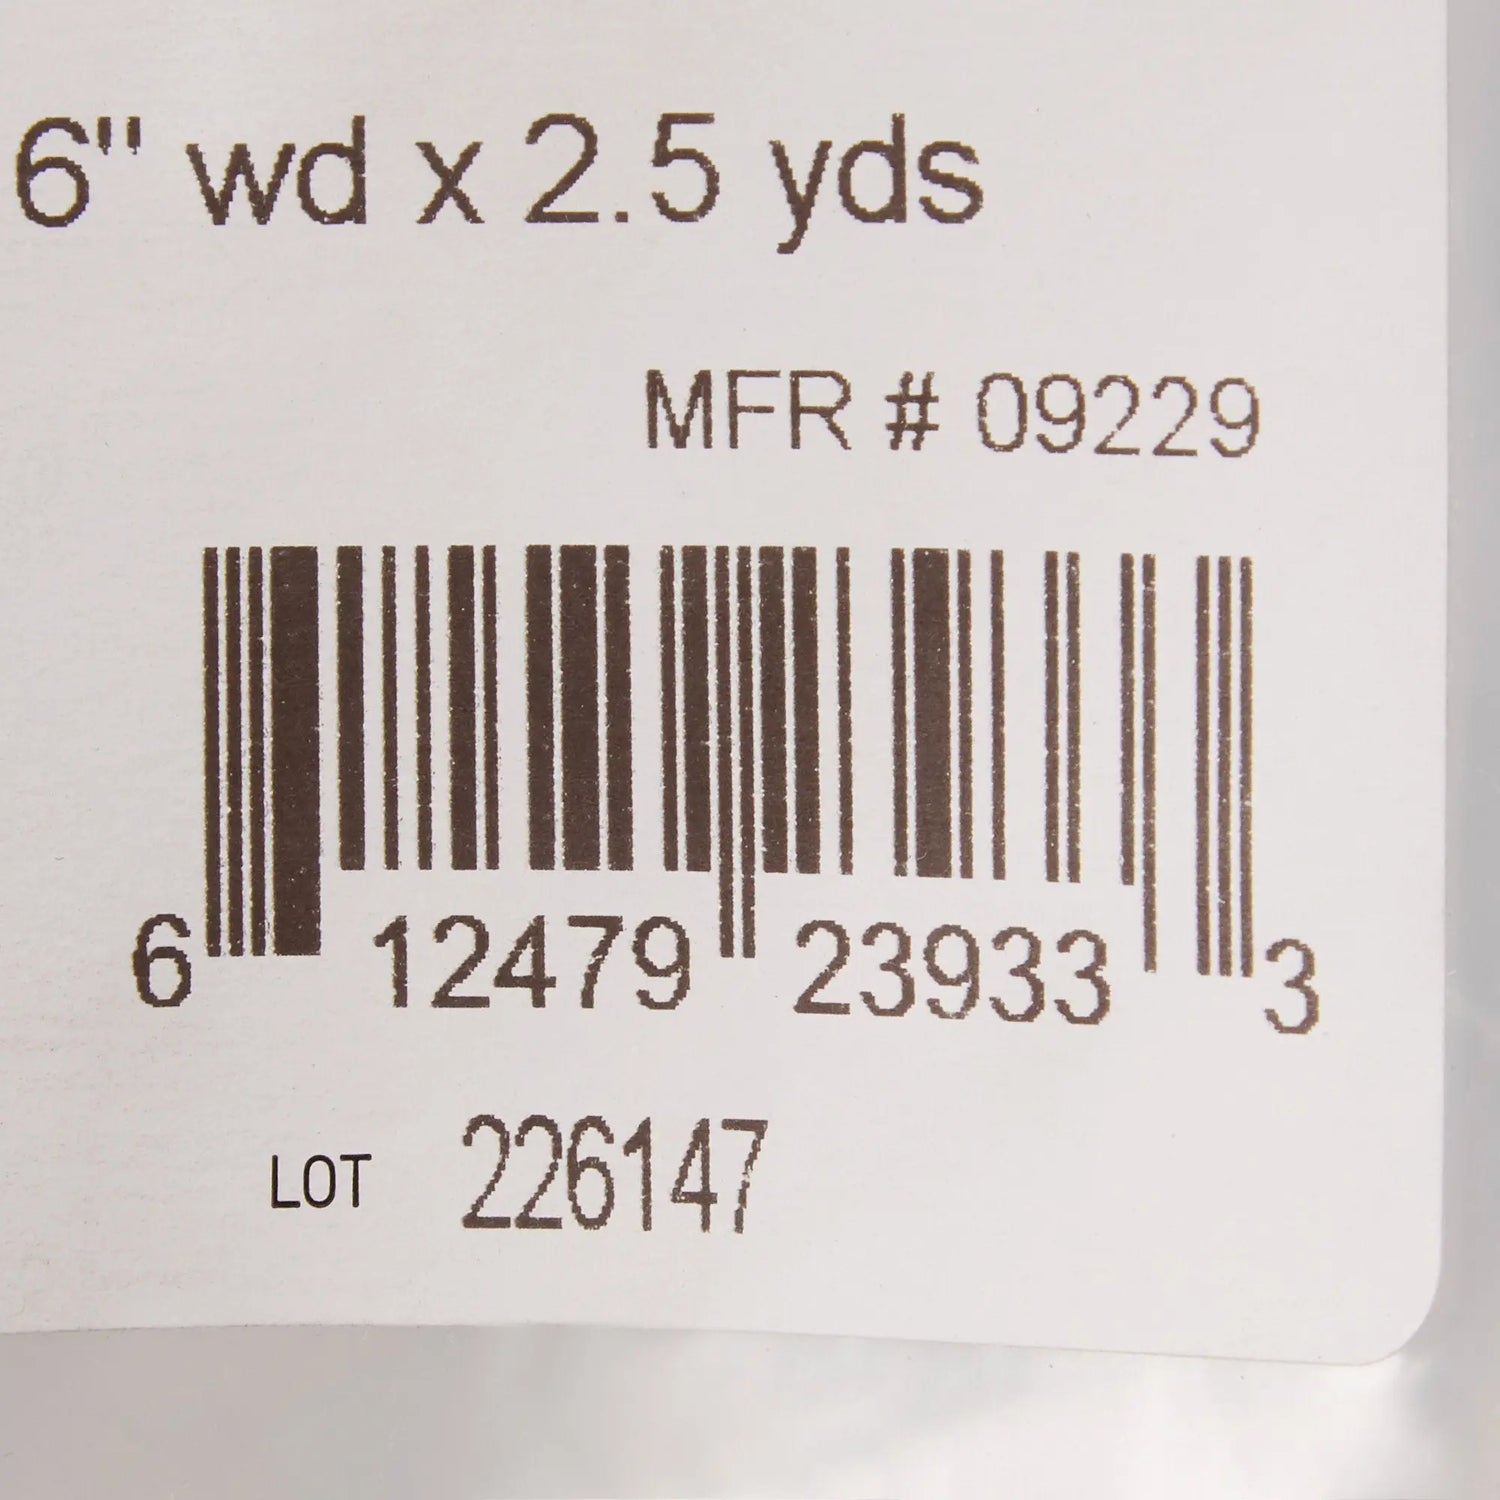 6" wd x 2.5 yds
MFR # 09229
6 12479 23933 3
LOT 226147